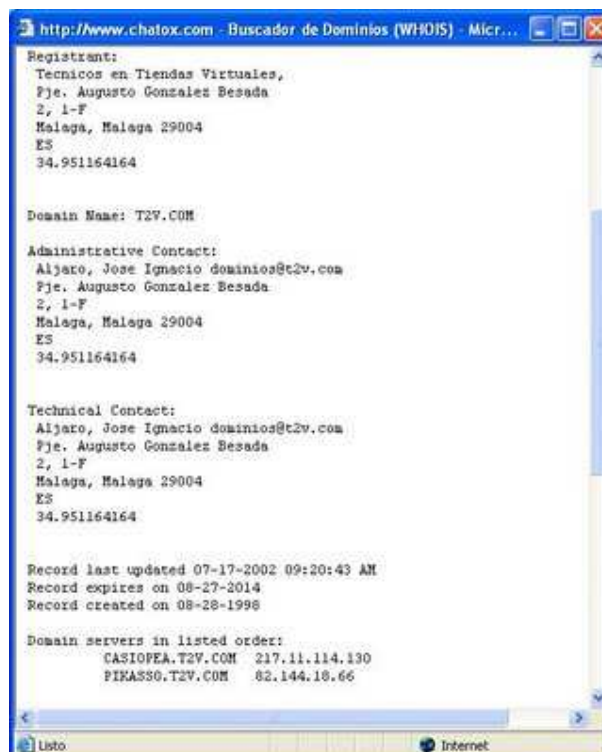 http://www.chatox.com - Buscador de Dominios (WHOIS) - Micr...
Registrant:
Tecnicos en Tiendas Virtuales,
Pje. Augusto Gonzalez Besada
2, 1-F
Malaga, Malaga 29004
ES
34.951164164
Domain Name: T2V.COM
Administrative Contact:
Aljaro, Jose Ignacio dominios@t2v.com
Pje. Augusto Gonzalez Besada
2, 1-F
Malaga, Malaga 29004
ES
34.951164164
Technical Contact:
Aljaro, Jose Ignacio dominios@t2v.com
Pje. Augusto Gonzalez Besada
2, 1-F
Malaga, Malaga 29004
ES
34.951164164
Record last updated 07-17-2002 09:20:43 AM
Record expires on 08-27-2014
Record created on 08-28-1998
Domain servers in listed order:
CASIOPEA.T2V.COM 217.11.114.130
PIKASSO.T2V.COM 82.144.18.66
Listo Internet